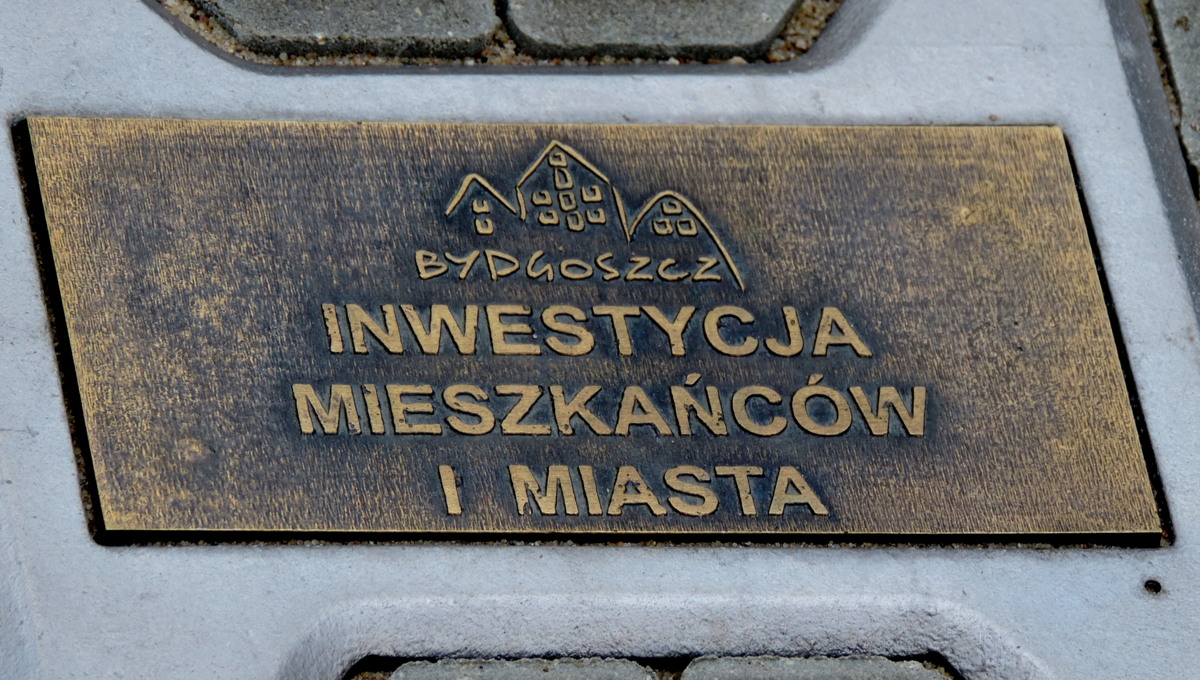 BYDGOSZCZ
INWESTYCJA
MIESZKAŃCÓW
I MIASTA